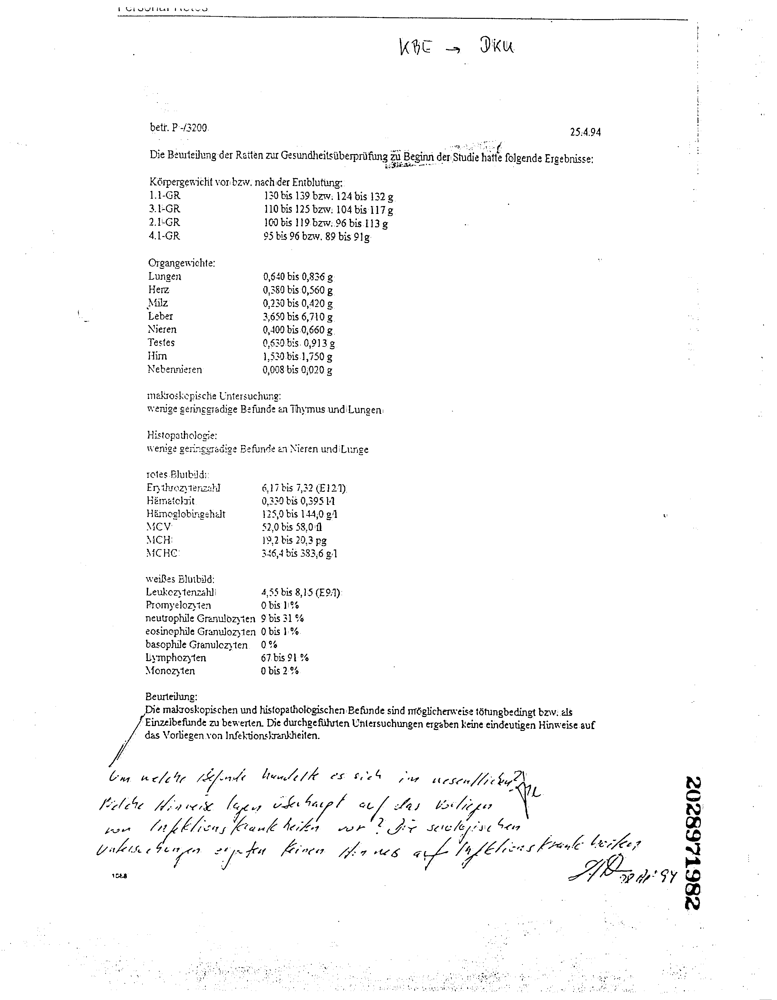 Personal Notes
KBE → DKU
betr. P -/3200
25.4.94
Die Beurteilung der Ratten zur Gesundheitsüberprüfung zu Beginn der Studie hatte folgende Ergebnisse:
Körpergewicht vor bzw. nach der Entblutung:
1.1-GR 130 bis 139 bzw. 124 bis 132 g
3.1-GR 110 bis 125 bzw. 104 bis 117 g
2.1-GR 100 bis 119 bzw. 96 bis 113 g
4.1-GR 95 bis 96 bzw. 89 bis 91g
Organgewichte:
Lungen 0,640 bis 0,836 g
Herz 0,380 bis 0,560 g
Milz 0,230 bis 0,420 g
Leber 3,650 bis 6,710 g
Nieren 0,400 bis 0,660 g
Testes 0,630 bis 0,913 g
Hirn 1,530 bis 1,750 g
Nebennieren 0,008 bis 0,020 g
makroskopische Untersuchung:
wenige geringgradige Befunde an Thymus und Lungen
Histopathologie:
wenige geringgradige Befunde an Nieren und Lunge
rotes Blutbild:
Erythrozytenzahl 6,17 bis 7,32 (E12/l)
Hämatokrit 0,330 bis 0,395 l/l
Hämoglobingehalt 125,0 bis 144,0 g/l
MCV 52,0 bis 58,0 fl
MCH 19,2 bis 20,3 pg
MCHC 346,4 bis 383,6 g/l
weißes Blutbild:
Leukozytenzahl 4,55 bis 8,15 (E9/l)
Promyelozyten 0 bis 1 %
neutrophile Granulozyten 9 bis 31 %
eosinophile Granulozyten 0 bis 1 %
basophile Granulozyten 0 %
Lymphozyten 67 bis 91 %
Monozyten 0 bis 2 %
Beurteilung:
Die makroskopischen und histopathologischen Befunde sind möglicherweise tötungbedingt bzw. als
Einzelbefunde zu bewerten. Die durchgeführten Untersuchungen ergaben keine eindeutigen Hinweise auf
das Vorliegen von Infektionskrankheiten.
Um welche Befunde handelte es sich im wesentlichen?
Welche Hinweise lagen überhaupt auf das Vorliegen
von Infektionskrankheiten vor? Die serologischen
Untersuchungen ergaben keinen Hinweis auf Infektionskrankheiten
94
2028971982